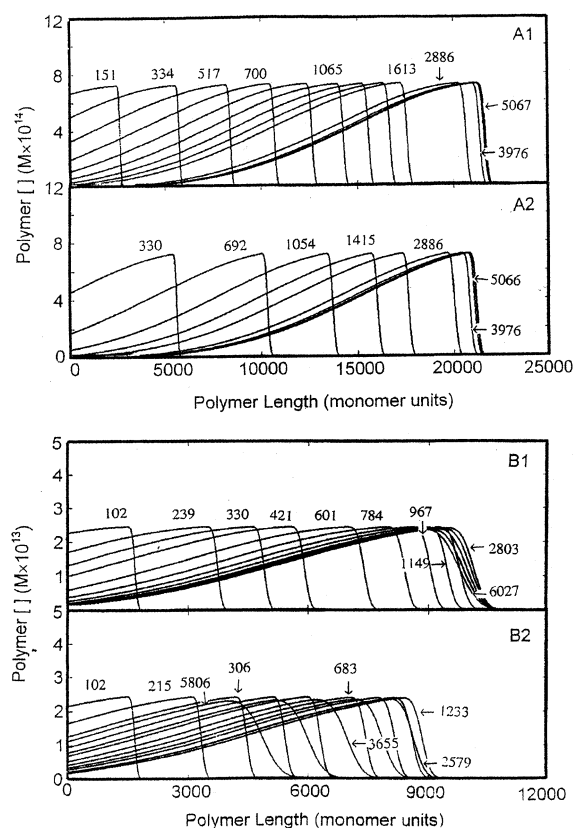 12
A1
2886
151 334 517 700 1065 1613
8
5067
4
3976
12
A2
330 692 1054 1415 2886
8
5066
4
3976
0
0 5000 10000 15000 20000 25000
Polymer [ ] (M×10^14)
Polymer Length (monomer units)
5
B1
967
102 239 330 421 601 784
4
3
2803
2
1149
1
6027
5
B2
306 683
102 215 5806
4
3
1233
2
3655
1
2579
0
0 3000 6000 9000 12000
Polymer [ ] (M×10^13)
Polymer Length (monomer units)